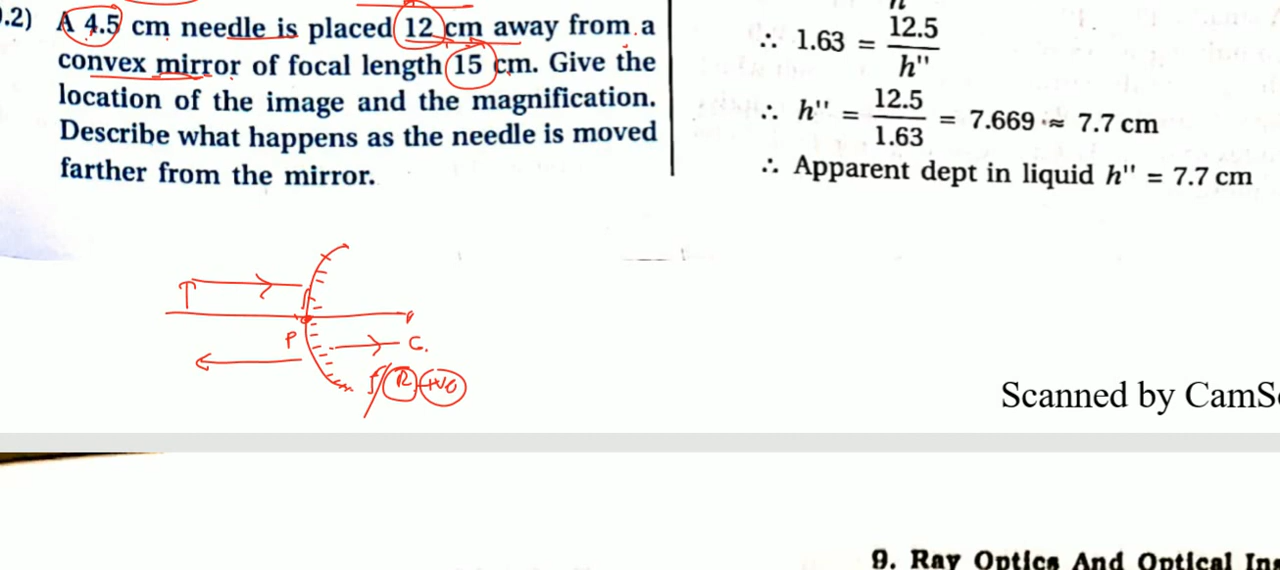 .2) A 4.5 cm needle is placed 12 cm away from a
convex mirror of focal length 15 cm. Give the
location of the image and the magnification.
Describe what happens as the needle is moved
farther from the mirror.
∴ 1.63 = 12.5 / h"
∴ h" = 12.5 / 1.63 = 7.669 ≈ 7.7 cm
∴ Apparent dept in liquid h" = 7.7 cm
P
C.
f/R +ve
Scanned by CamS
9. Ray Optics And Optical Ins